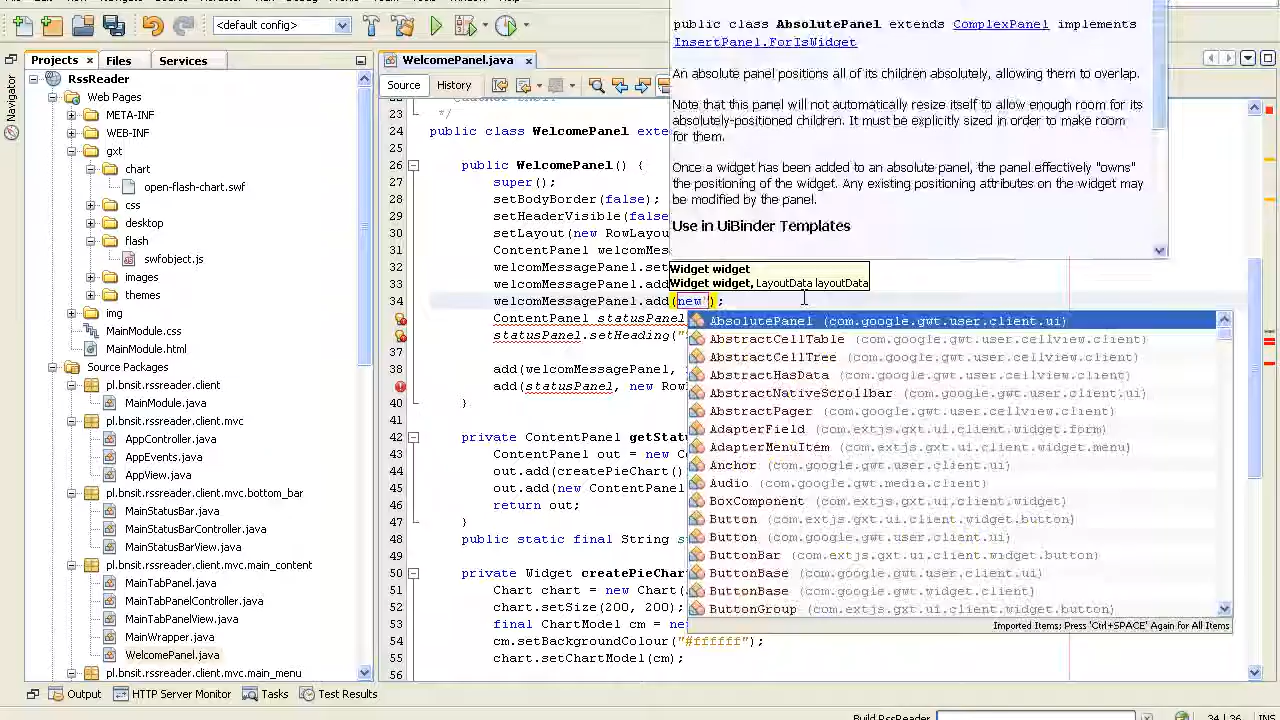 <default config>
Projects
Files
Services
WelcomePanel.java
Source
History
Navigator
RssReader
Web Pages
META-INF
WEB-INF
gxt
chart
open-flash-chart.swf
css
desktop
flash
swfobject.js
images
themes
img
MainModule.css
MainModule.html
Source Packages
pl.bnsit.rssreader.client
MainModule.java
pl.bnsit.rssreader.client.mvc
AppController.java
AppEvents.java
AppView.java
pl.bnsit.rssreader.client.mvc.bottom_bar
MainStatusBar.java
MainStatusBarController.java
MainStatusBarView.java
pl.bnsit.rssreader.client.mvc.main_content
MainTabPanel.java
MainTabPanelController.java
MainTabPanelView.java
MainWrapper.java
WelcomePanel.java
pl.bnsit.rssreader.client.mvc.main_menu
23 */
24 public class WelcomePanel exte
25
26 public WelcomePanel() {
27 super();
28 setBodyBorder(false);
29 setHeaderVisible(false
30 setLayout(new RowLayou
31 ContentPanel welcomMes
32 welcomMessagePanel.set
33 welcomMessagePanel.add
34 welcomMessagePanel.add(new );
ContentPanel statusPanel
statusPanel.setHeading("
37
38 add(welcomMessagePanel,
add(statusPanel, new Row
40 }
41
42 private ContentPanel getStat
43 ContentPanel out = new C
44 out.add(createPieChart()
45 out.add(new ContentPanel
46 return out;
47 }
48 public static final String s
49
50 private Widget createPieChar
51 Chart chart = new Chart(
52 chart.setSize(200, 200);
53 final ChartModel cm = new
54 cm.setBackgroundColour("#ffffff");
55 chart.setChartModel(cm);
56
public class AbsolutePanel extends ComplexPanel implements
InsertPanel.ForIsWidget
An absolute panel positions all of its children absolutely, allowing them to overlap.
Note that this panel will not automatically resize itself to allow enough room for its
absolutely-positioned children. It must be explicitly sized in order to make room
for them.
Once a widget has been added to an absolute panel, the panel effectively "owns"
the positioning of the widget. Any existing positioning attributes on the widget may
be modified by the panel.
Use in UiBinder Templates
Widget widget
Widget widget, LayoutData layoutData
AbsolutePanel (com.google.gwt.user.client.ui)
AbstractCellTable (com.google.gwt.user.cellview.client)
AbstractCellTree (com.google.gwt.user.cellview.client)
AbstractHasData (com.google.gwt.user.cellview.client)
AbstractNativeScrollbar (com.google.gwt.user.client.ui)
AbstractPager (com.google.gwt.user.cellview.client)
AdapterField (com.extjs.gxt.ui.client.widget.form)
AdapterMenuItem (com.extjs.gxt.ui.client.widget.menu)
Anchor (com.google.gwt.user.client.ui)
Audio (com.google.gwt.media.client)
BoxComponent (com.extjs.gxt.ui.client.widget)
Button (com.extjs.gxt.ui.client.widget.button)
Button (com.google.gwt.user.client.ui)
ButtonBar (com.extjs.gxt.ui.client.widget.button)
ButtonBase (com.google.gwt.user.client.ui)
ButtonBase (com.google.gwt.widget.client)
ButtonGroup (com.extjs.gxt.ui.client.widget.button)
Imported Items; Press 'Ctrl+SPACE' Again for All Items
Output
HTTP Server Monitor
Tasks
Test Results
Build RssReader